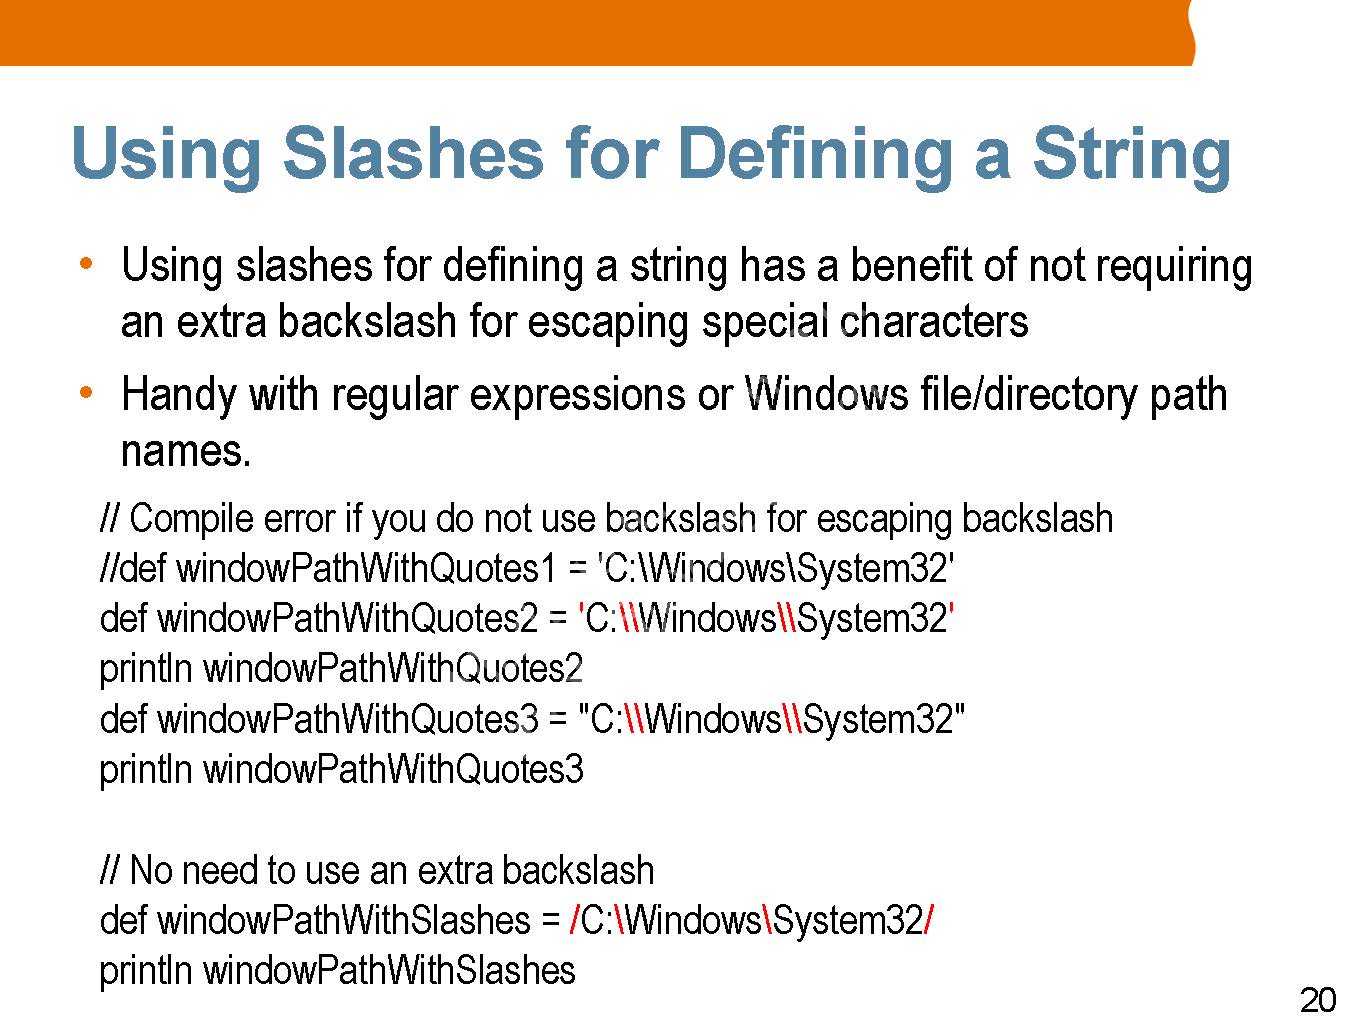 Using Slashes for Defining a String
• Using slashes for defining a string has a benefit of not requiring
an extra backslash for escaping special characters
• Handy with regular expressions or Windows file/directory path
names.
// Compile error if you do not use backslash for escaping backslash
//def windowPathWithQuotes1 = 'C:\Windows\System32'
def windowPathWithQuotes2 = 'C:\\Windows\\System32'
println windowPathWithQuotes2
def windowPathWithQuotes3 = "C:\\Windows\\System32"
println windowPathWithQuotes3
// No need to use an extra backslash
def windowPathWithSlashes = /C:\Windows\System32/
println windowPathWithSlashes
20